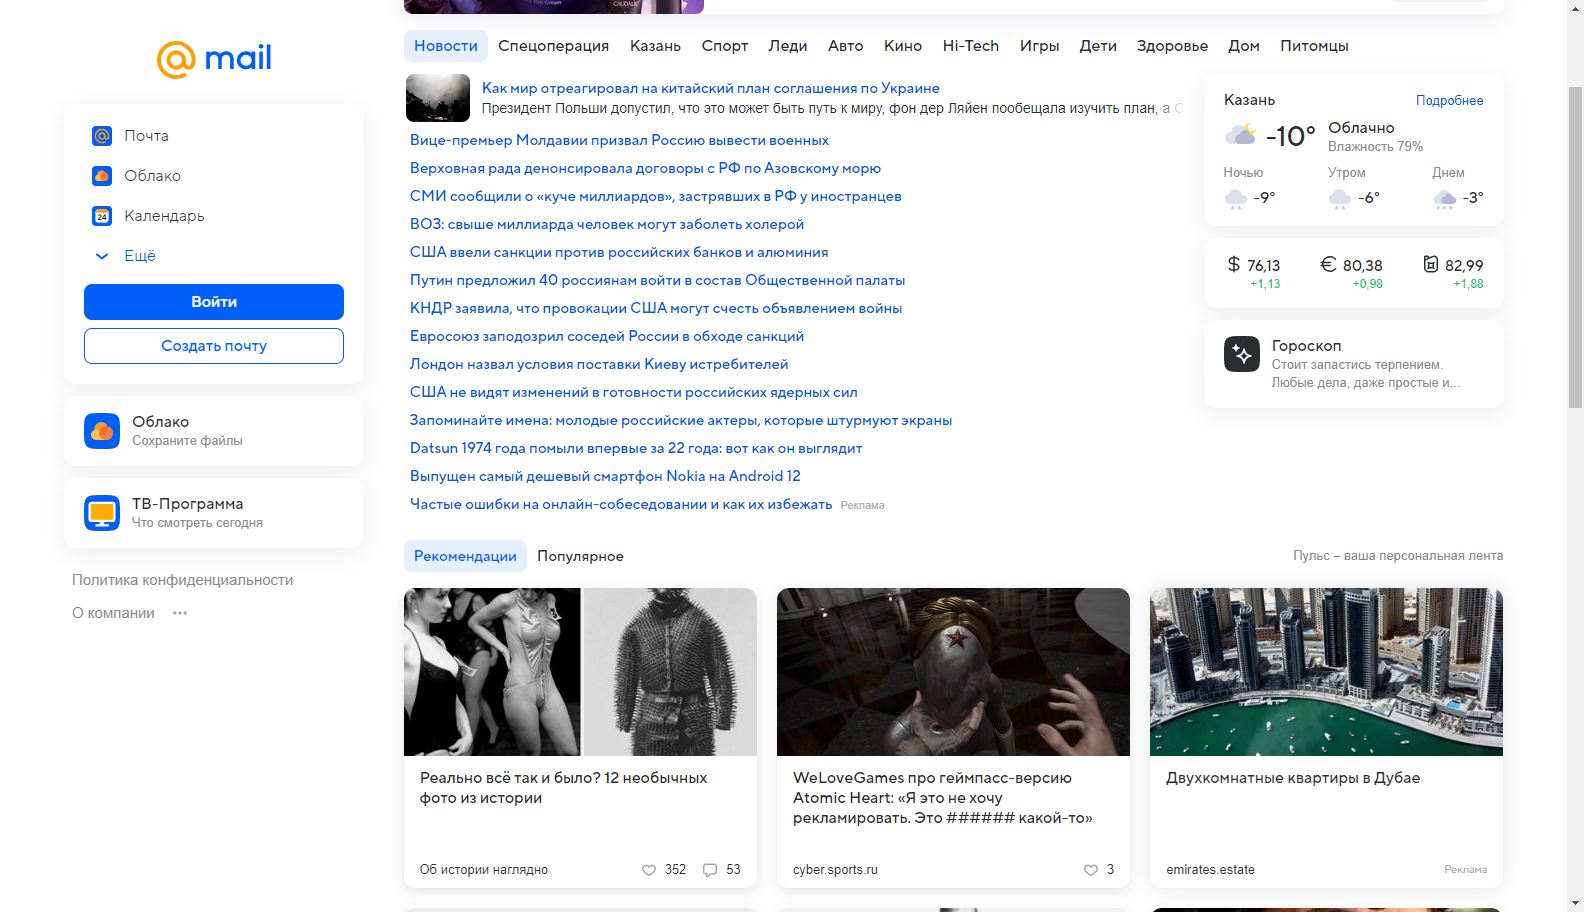 mail
Почта
Облако
24
Календарь
Ещё
Войти
Создать почту
Облако
Сохраните файлы
ТВ-Программа
Что смотреть сегодня
Политика конфиденциальности
О компании
Новости Спецоперация Казань Спорт Леди Авто Кино Hi-Tech Игры Дети Здоровье Дом Питомцы
Как мир отреагировал на китайский план соглашения по Украине
Президент Польши допустил, что это может быть путь к миру, фон дер Ляйен пообещала изучить план, а С
Вице-премьер Молдавии призвал Россию вывести военных
Верховная рада денонсировала договоры с РФ по Азовскому морю
СМИ сообщили о «куче миллиардов», застрявших в РФ у иностранцев
ВОЗ: свыше миллиарда человек могут заболеть холерой
США ввели санкции против российских банков и алюминия
Путин предложил 40 россиянам войти в состав Общественной палаты
КНДР заявила, что провокации США могут счесть объявлением войны
Евросоюз заподозрил соседей России в обходе санкций
Лондон назвал условия поставки Киеву истребителей
США не видят изменений в готовности российских ядерных сил
Запоминайте имена: молодые российские актеры, которые штурмуют экраны
Datsun 1974 года помыли впервые за 22 года: вот как он выглядит
Выпущен самый дешевый смартфон Nokia на Android 12
Частые ошибки на онлайн-собеседовании и как их избежать Реклама
Казань Подробнее
-10° Облачно
Влажность 79%
Ночью Утром Днем
-9° -6° -3°
$ 76,13 € 80,38 82,99
+1,13 +0,98 +1,88
Гороскоп
Стоит запастись терпением.
Любые дела, даже простые и...
Рекомендации Популярное Пульс – ваша персональная лента
Реально всё так и было? 12 необычных
фото из истории
Об истории наглядно 352 53
WeLoveGames про геймпасс-версию
Atomic Heart: «Я это не хочу
рекламировать. Это ###### какой-то»
cyber.sports.ru 3
Двухкомнатные квартиры в Дубае
emirates.estate Реклама